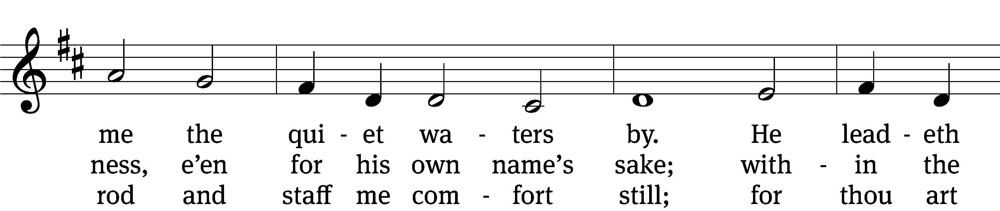 me the qui - et wa - ters by. He lead - eth
ness, e’en for his own name’s sake; with - in the
rod and staff me com - fort still; for thou art